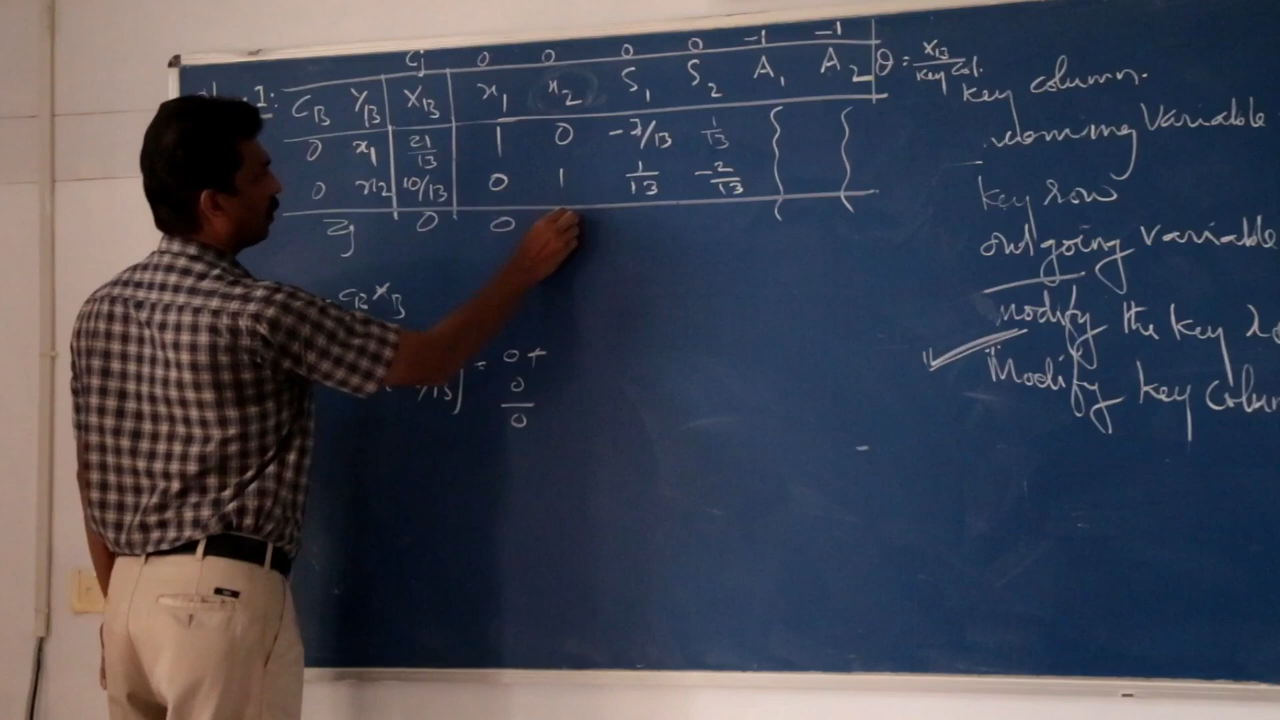 Cj 0 0 0 0 -1 -1
I: CB YB XB x1 x2 S1 S2 A1 A2 θ = XB/Key Col.
0 x1 21/13 1 0 -3/13 1/13
0 x2 10/13 0 1 1/13 -2/13
Zj 0 0
CB XB
/13] = 0+
0
0
Key column.
Variable
Key row
outgoing variable
modify the key
Modify key Colum